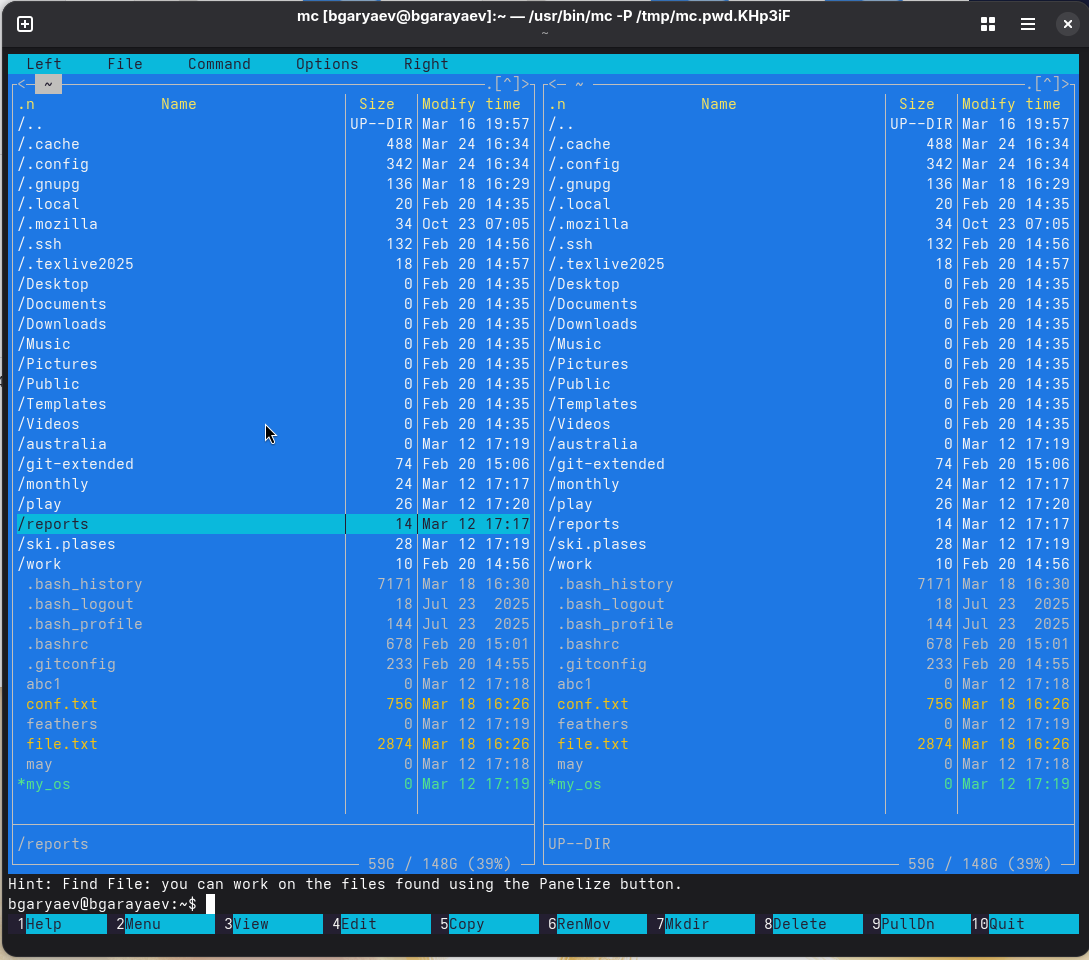 mc [bgaryaev@bgarayaev]:~ — /usr/bin/mc -P /tmp/mc.pwd.KHp3iF
~
Left File Command Options Right
<─ ~ ─.[^]>
.n Name Size Modify time
/.. UP--DIR Mar 16 19:57
/.cache 488 Mar 24 16:34
/.config 342 Mar 24 16:34
/.gnupg 136 Mar 18 16:29
/.local 20 Feb 20 14:35
/.mozilla 34 Oct 23 07:05
/.ssh 132 Feb 20 14:56
/.texlive2025 18 Feb 20 14:57
/Desktop 0 Feb 20 14:35
/Documents 0 Feb 20 14:35
/Downloads 0 Feb 20 14:35
/Music 0 Feb 20 14:35
/Pictures 0 Feb 20 14:35
/Public 0 Feb 20 14:35
/Templates 0 Feb 20 14:35
/Videos 0 Feb 20 14:35
/australia 0 Mar 12 17:19
/git-extended 74 Feb 20 15:06
/monthly 24 Mar 12 17:17
/play 26 Mar 12 17:20
/reports 14 Mar 12 17:17
/ski.plases 28 Mar 12 17:19
/work 10 Feb 20 14:56
.bash_history 7171 Mar 18 16:30
.bash_logout 18 Jul 23 2025
.bash_profile 144 Jul 23 2025
.bashrc 678 Feb 20 15:01
.gitconfig 233 Feb 20 14:55
abc1 0 Mar 12 17:18
conf.txt 756 Mar 18 16:26
feathers 0 Mar 12 17:19
file.txt 2874 Mar 18 16:26
may 0 Mar 12 17:18
*my_os 0 Mar 12 17:19
/reports
59G / 148G (39%)
<─ ~ ─.[^]>
.n Name Size Modify time
/.. UP--DIR Mar 16 19:57
/.cache 488 Mar 24 16:34
/.config 342 Mar 24 16:34
/.gnupg 136 Mar 18 16:29
/.local 20 Feb 20 14:35
/.mozilla 34 Oct 23 07:05
/.ssh 132 Feb 20 14:56
/.texlive2025 18 Feb 20 14:57
/Desktop 0 Feb 20 14:35
/Documents 0 Feb 20 14:35
/Downloads 0 Feb 20 14:35
/Music 0 Feb 20 14:35
/Pictures 0 Feb 20 14:35
/Public 0 Feb 20 14:35
/Templates 0 Feb 20 14:35
/Videos 0 Feb 20 14:35
/australia 0 Mar 12 17:19
/git-extended 74 Feb 20 15:06
/monthly 24 Mar 12 17:17
/play 26 Mar 12 17:20
/reports 14 Mar 12 17:17
/ski.plases 28 Mar 12 17:19
/work 10 Feb 20 14:56
.bash_history 7171 Mar 18 16:30
.bash_logout 18 Jul 23 2025
.bash_profile 144 Jul 23 2025
.bashrc 678 Feb 20 15:01
.gitconfig 233 Feb 20 14:55
abc1 0 Mar 12 17:18
conf.txt 756 Mar 18 16:26
feathers 0 Mar 12 17:19
file.txt 2874 Mar 18 16:26
may 0 Mar 12 17:18
*my_os 0 Mar 12 17:19
UP--DIR
59G / 148G (39%)
Hint: Find File: you can work on the files found using the Panelize button.
bgaryaev@bgarayaev:~$
1Help 2Menu 3View 4Edit 5Copy 6RenMov 7Mkdir 8Delete 9PullDn 10Quit